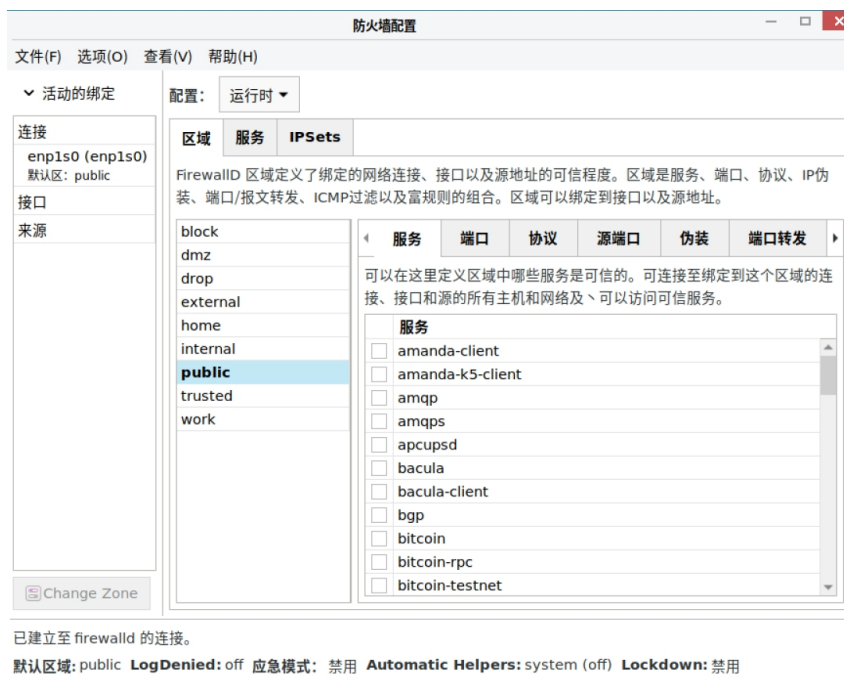 防火墙配置
文件(F) 选项(O) 查看(V) 帮助(H)
活动的绑定
连接
enp1s0 (enp1s0)
默认区：public
接口
来源
Change Zone
配置： 运行时
区域 服务 IPSets
FirewallD 区域定义了绑定的网络连接、接口以及源地址的可信程度。区域是服务、端口、协议、IP伪
装、端口/报文转发、ICMP过滤以及富规则的组合。区域可以绑定到接口以及源地址。
block
dmz
drop
external
home
internal
public
trusted
work
服务 端口 协议 源端口 伪装 端口转发
可以在这里定义区域中哪些服务是可信的。可连接至绑定到这个区域的连
接、接口和源的所有主机和网络及丶可以访问可信服务。
服务
amanda-client
amanda-k5-client
amqp
amqps
apcupsd
bacula
bacula-client
bgp
bitcoin
bitcoin-rpc
bitcoin-testnet
已建立至 firewalld 的连接。
默认区域: public LogDenied: off 应急模式： 禁用 Automatic Helpers: system (off) Lockdown: 禁用